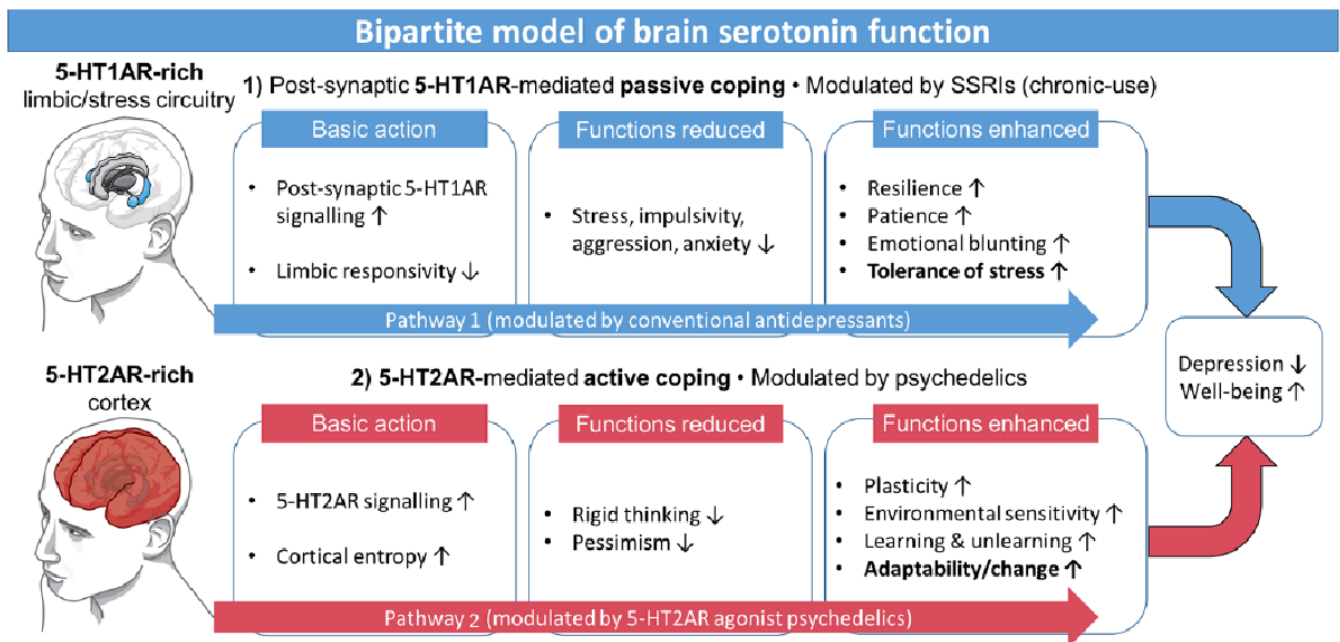 Bipartite model of brain serotonin function
5-HT1AR-rich
limbic/stress circuitry
1) Post-synaptic 5-HT1AR-mediated passive coping • Modulated by SSRIs (chronic-use)
Basic action
• Post-synaptic 5-HT1AR
signalling ↑
• Limbic responsivity ↓
Functions reduced
• Stress, impulsivity,
aggression, anxiety ↓
Functions enhanced
• Resilience ↑
• Patience ↑
• Emotional blunting ↑
• Tolerance of stress ↑
Pathway 1 (modulated by conventional antidepressants)
5-HT2AR-rich
cortex
2) 5-HT2AR-mediated active coping • Modulated by psychedelics
Basic action
• 5-HT2AR signalling ↑
• Cortical entropy ↑
Functions reduced
• Rigid thinking ↓
• Pessimism ↓
Functions enhanced
• Plasticity ↑
• Environmental sensitivity ↑
• Learning & unlearning ↑
• Adaptability/change ↑
Pathway 2 (modulated by 5-HT2AR agonist psychedelics)
Depression ↓
Well-being ↑